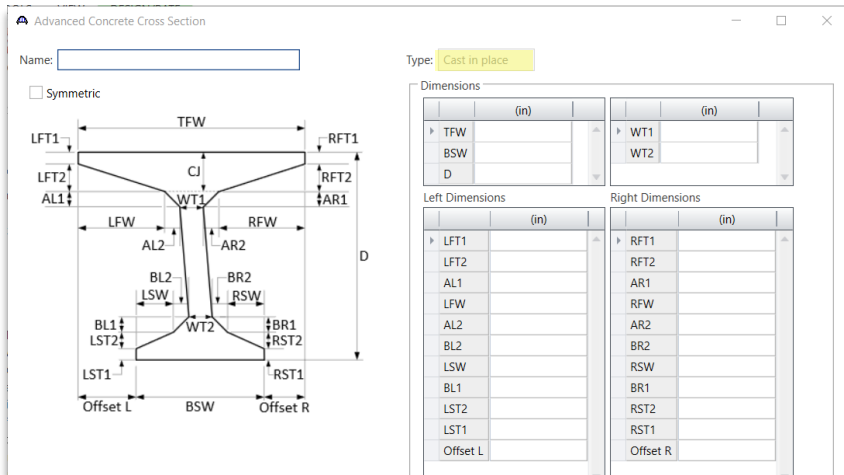 Advanced Concrete Cross Section
Name:
Type: Cast in place
Symmetric
TFW
LFT1
RFT1
CJ
LFT2
RFT2
AL1
WT1
AR1
LFW
RFW
AL2
AR2
D
BL2
BR2
LSW
RSW
BL1
WT2
BR1
LST2
RST2
LST1
RST1
Offset L
BSW
Offset R
Dimensions
(in)
TFW
BSW
D
(in)
WT1
WT2
Left Dimensions
(in)
LFT1
LFT2
AL1
LFW
AL2
BL2
LSW
BL1
LST2
LST1
Offset L
Right Dimensions
(in)
RFT1
RFT2
AR1
RFW
AR2
BR2
RSW
BR1
RST2
RST1
Offset R